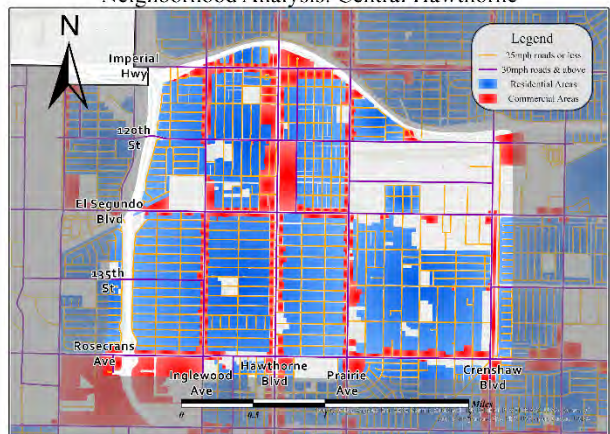 Neighborhood Analysis: Central Hawthorne
N
Imperial
Hwy
120th
St
El Segundo
Blvd
135th
St
Rosecrans
Ave
Inglewood
Ave
Hawthorne
Blvd
Prairie
Ave
Crenshaw
Blvd
Legend
25mph roads or less
30mph roads & above
Residential Areas
Commercial Areas
0
0.5
1
Miles